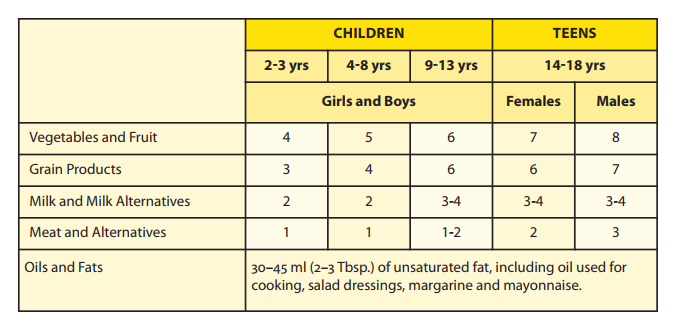 CHILDREN TEENS
2-3 yrs 4-8 yrs 9-13 yrs 14-18 yrs
Girls and Boys Females Males
Vegetables and Fruit 4 5 6 7 8
Grain Products 3 4 6 6 7
Milk and Milk Alternatives 2 2 3-4 3-4 3-4
Meat and Alternatives 1 1 1-2 2 3
Oils and Fats 30–45 ml (2–3 Tbsp.) of unsaturated fat, including oil used for
cooking, salad dressings, margarine and mayonnaise.